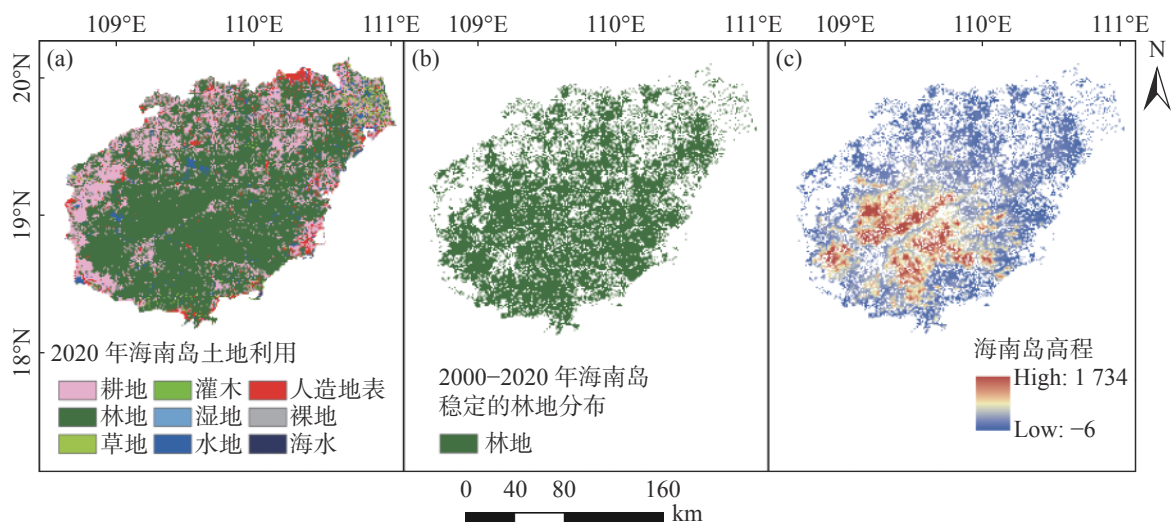 109°E 110°E 111°E 109°E 110°E 111°E 109°E 110°E 111°E
N
(a) (b) (c)
20°N
19°N
18°N
2020 年海南岛土地利用
耕地 灌木 人造地表
林地 湿地 裸地
草地 水地 海水
2000−2020 年海南岛
稳定的林地分布
林地
海南岛高程
High: 1 734
Low: −6
0 40 80 160
km